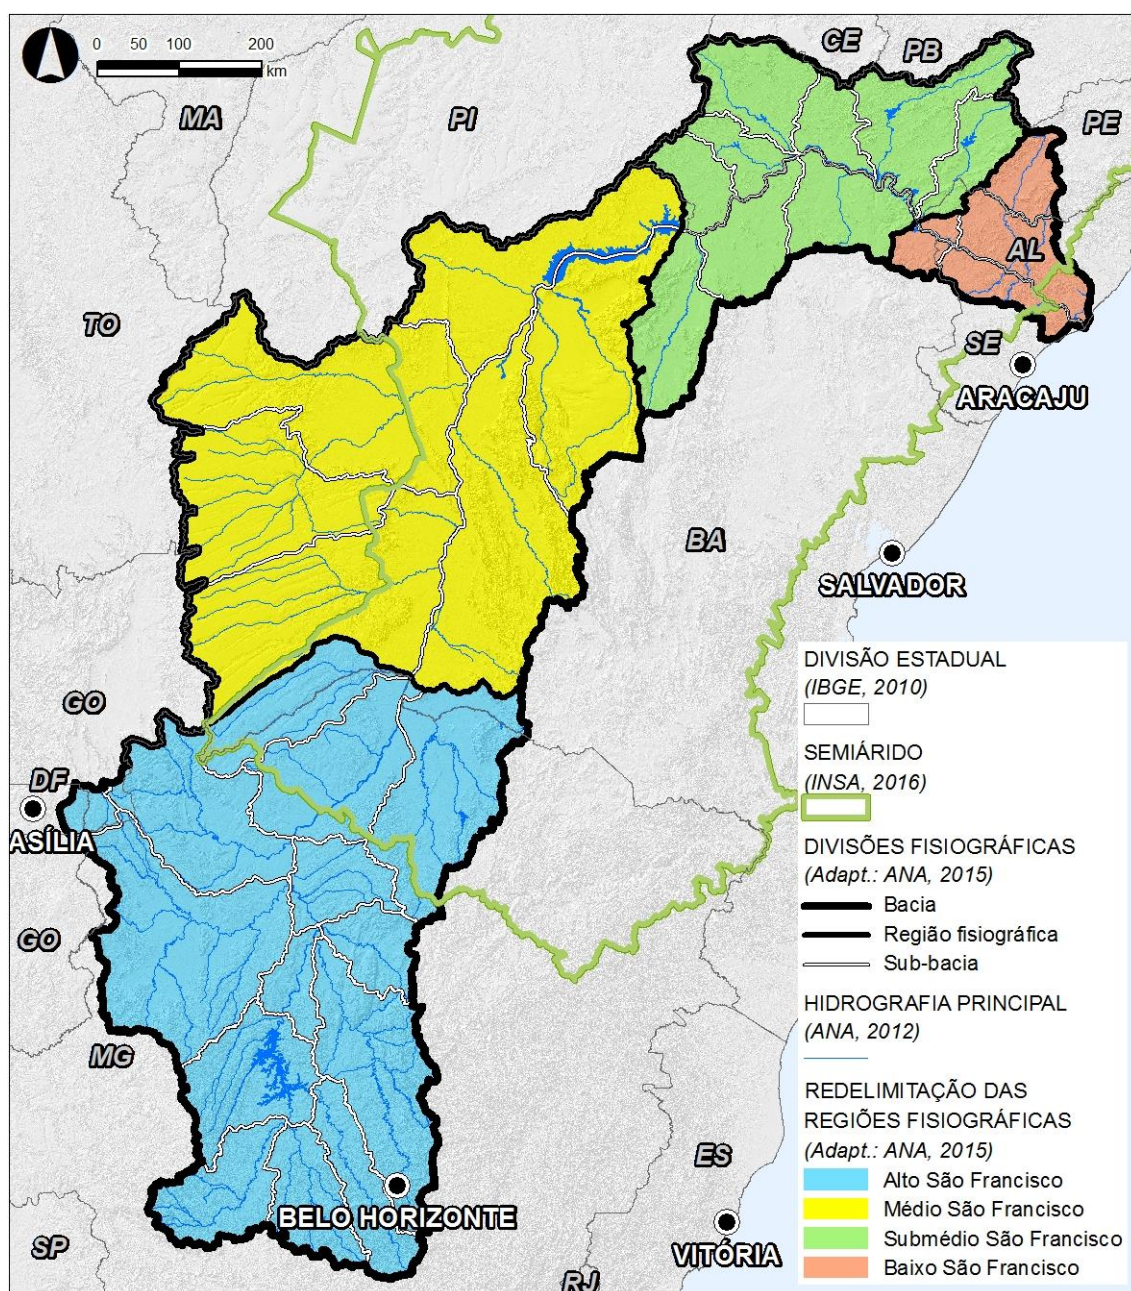 0 50 100 200
km
CE
PB
MA
PI
PE
TO
AL
SE
ARACAJU
BA
SALVADOR
GO
DF
ASÍLIA
GO
MG
BELO HORIZONTE
ES
VITÓRIA
SP
RJ
DIVISÃO ESTADUAL
(IBGE, 2010)
SEMIÁRIDO
(INSA, 2016)
DIVISÕES FISIOGRÁFICAS
(Adapt.: ANA, 2015)
Bacia
Região fisiográfica
Sub-bacia
HIDROGRAFIA PRINCIPAL
(ANA, 2012)
REDELIMITAÇÃO DAS
REGIÕES FISIOGRÁFICAS
(Adapt.: ANA, 2015)
Alto São Francisco
Médio São Francisco
Submédio São Francisco
Baixo São Francisco